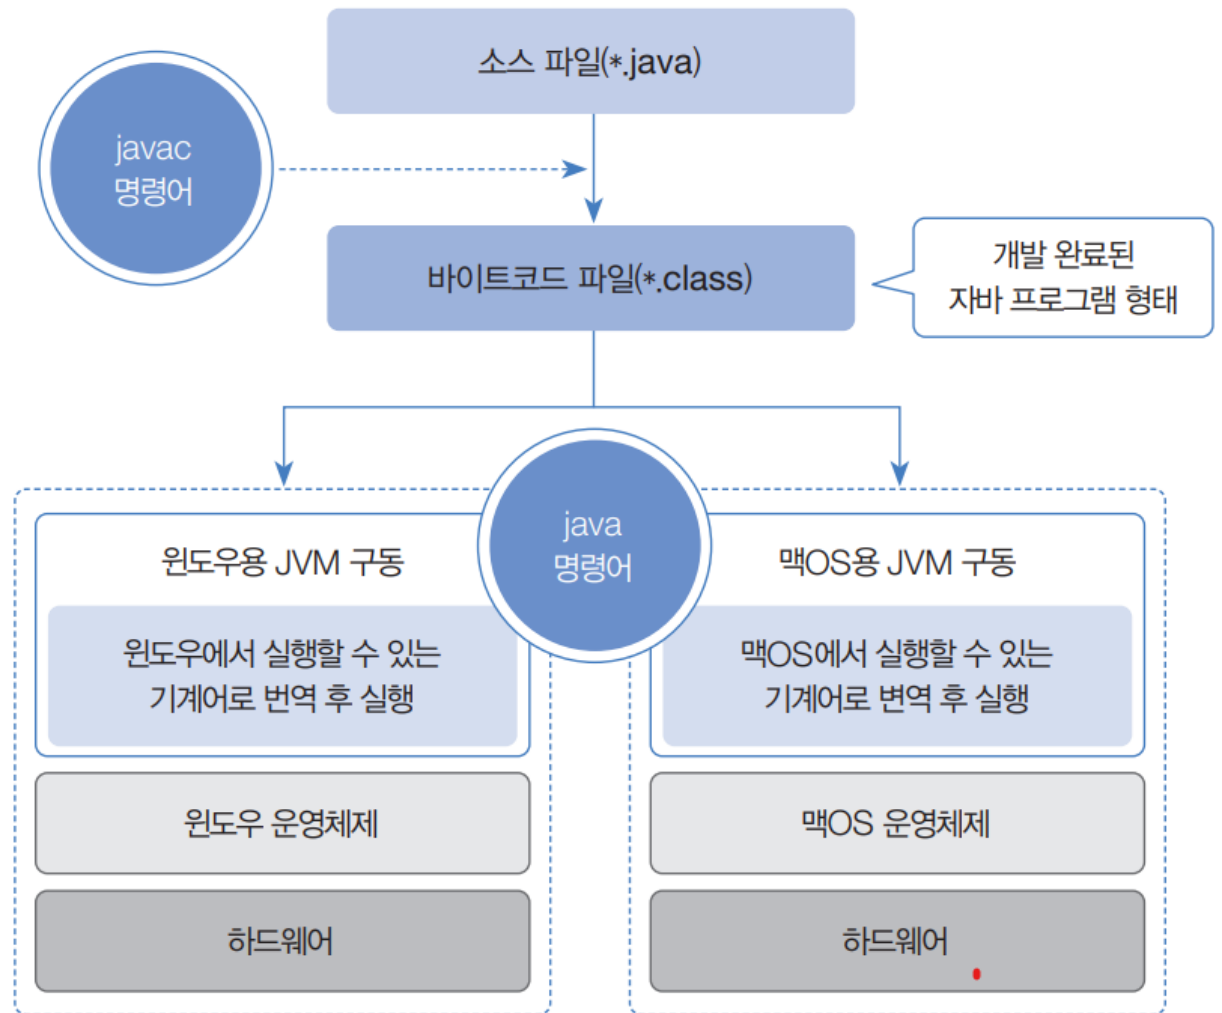 소스 파일(*.java)
javac
명령어
바이트코드 파일(*.class)
개발 완료된
자바 프로그램 형태
java
명령어
윈도우용 JVM 구동
윈도우에서 실행할 수 있는
기계어로 번역 후 실행
윈도우 운영체제
하드웨어
맥OS용 JVM 구동
맥OS에서 실행할 수 있는
기계어로 변역 후 실행
맥OS 운영체제
하드웨어